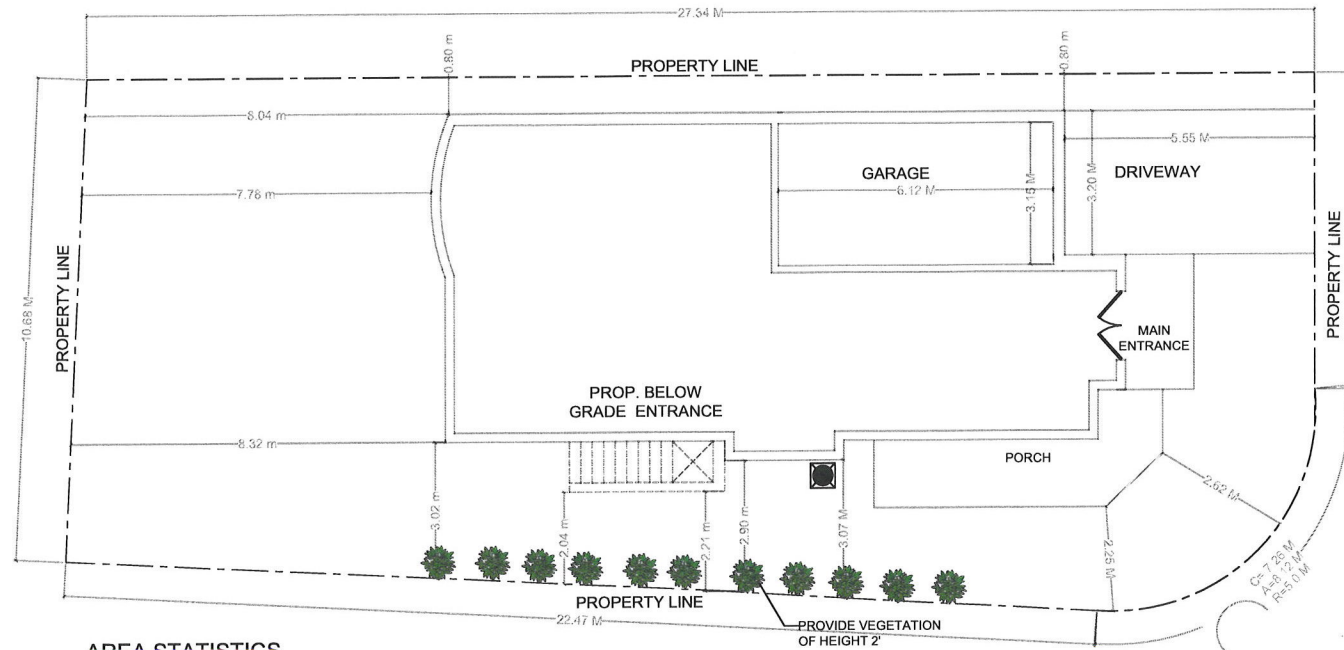 27.34 M
0.60 m
0.60 m
PROPERTY LINE
8.04 m
5.55 M
GARAGE
DRIVEWAY
7.78 m
6.12 M
3.15 M
3.20 M
PROPERTY LINE
PROPERTY LINE
10.68 M
MAIN
ENTRANCE
PROP. BELOW
GRADE ENTRANCE
8.32 m
PORCH
2.62 M
3.02 m
2.04 m
2.21 m
2.90 m
3.07 M
2.25 M
C= 7.26 M
A=8.12 M
R=5.0 M
PROPERTY LINE
22.47 M
PROVIDE VEGETATION
OF HEIGHT 2'
AREA STATISTICS